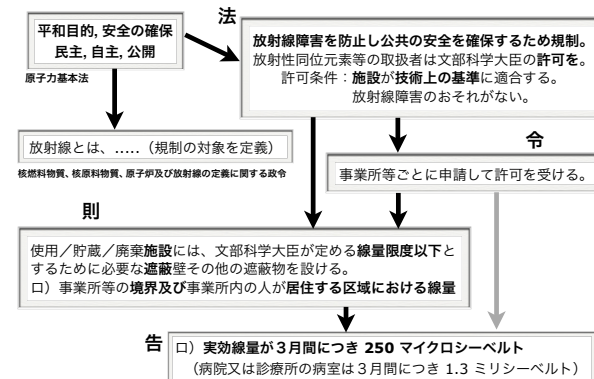 法
平和目的, 安全の確保
民主, 自主, 公開
原子力基本法
放射線障害を防止し公共の安全を確保するため規制。
放射性同位元素等の取扱者は文部科学大臣の許可を。
許可条件：施設が技術上の基準に適合する。
放射線障害のおそれがない。
放射線とは、.....（規制の対象を定義）
核燃料物質、核原料物質、原子炉及び放射線の定義に関する政令
令
事業所等ごとに申請して許可を受ける。
則
使用／貯蔵／廃棄施設には、文部科学大臣が定める線量限度以下と
するために必要な遮蔽壁その他の遮蔽物を設ける。
ロ）事業所等の境界及び事業所内の人が居住する区域における線量
告
ロ）実効線量が３月間につき 250 マイクロシーベルト
（病院又は診療所の病室は３月間につき 1.3 ミリシーベルト）